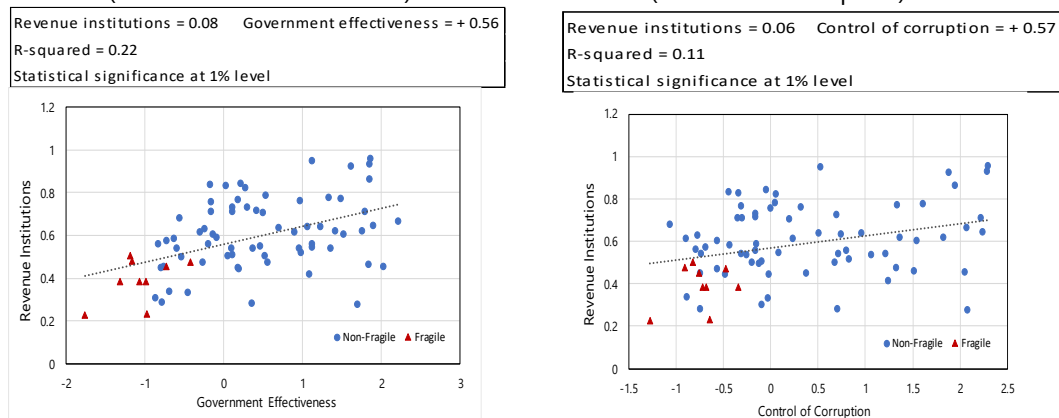 Revenue institutions = 0.08 Government effectiveness = + 0.56
R-squared = 0.22
Statistical significance at 1% level
1.2
1
0.8
0.6
0.4
0.2
0
Revenue Institutions
Non-Fragile Fragile
-2 -1 0 1 2 3
Government Effectiveness
Revenue institutions = 0.06 Control of corruption = + 0.57
R-squared = 0.11
Statistical significance at 1% level
1.2
1
0.8
0.6
0.4
0.2
0
Revenue Institutions
Non-Fragile Fragile
-1.5 -1 -0.5 0 0.5 1 1.5 2 2.5
Control of Corruption